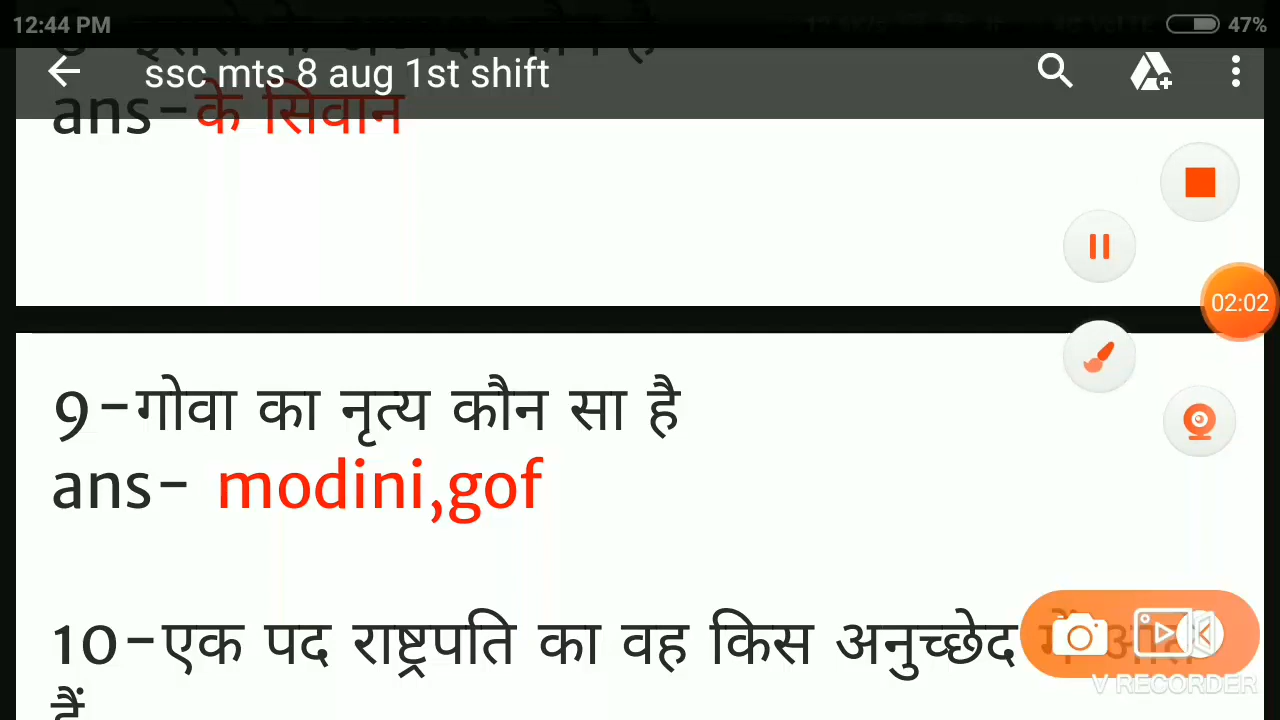 12:44 PM
47%
ssc mts 8 aug 1st shift
ans-के सिवान
02:02
9-गोवा का नृत्य कौन सा है
ans- modini,gof
10-एक पद राष्ट्रपति का वह किस अनुच्छेद में आते
हैं
V RECORDER